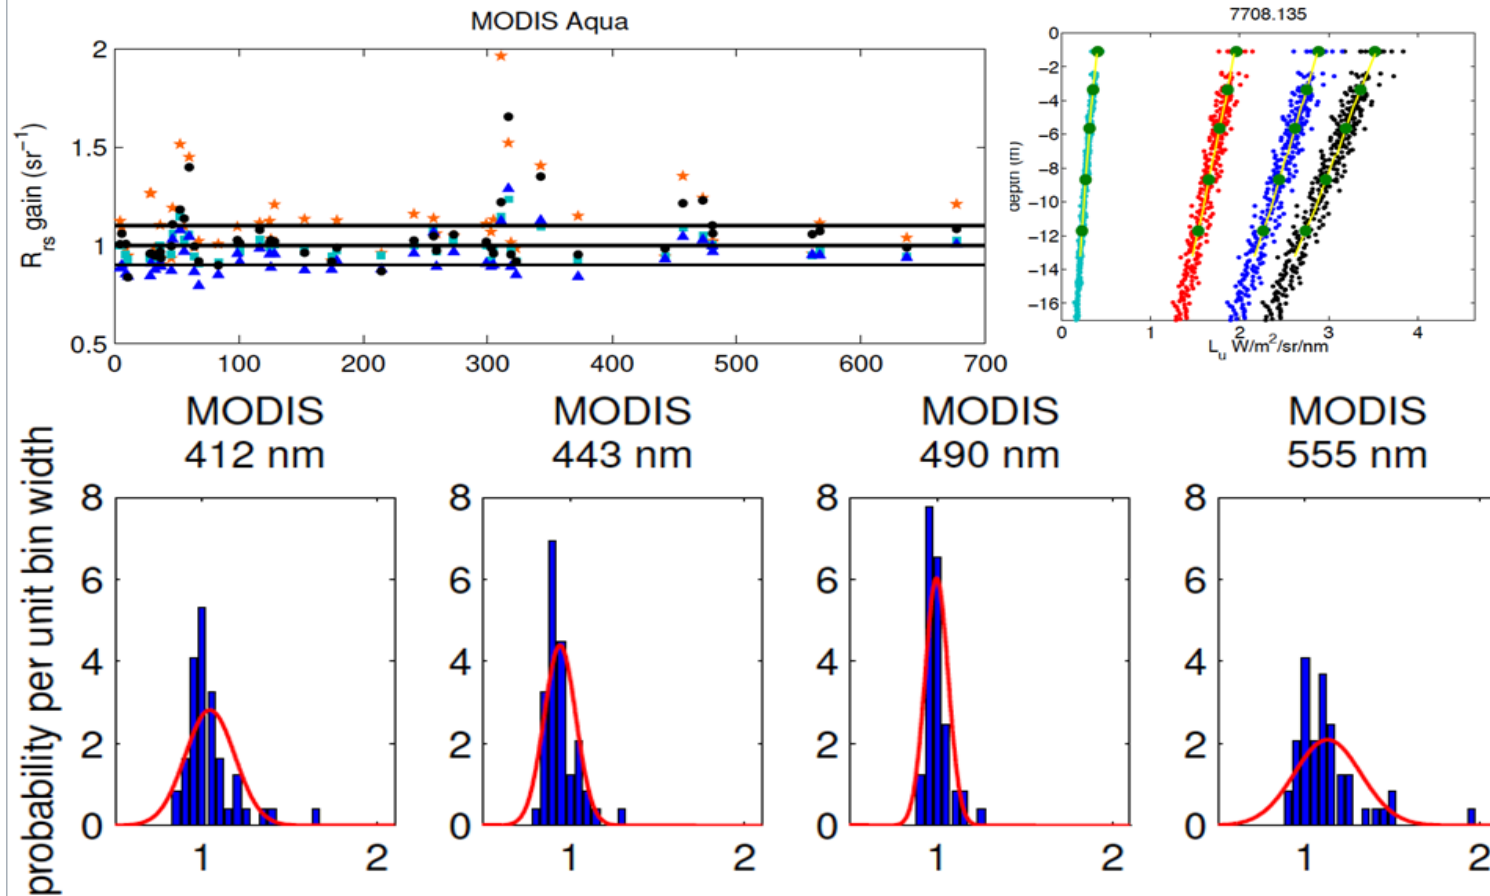 MODIS Aqua
R_rs gain (sr^−1)
2
1.5
1
0.5
0 100 200 300 400 500 600 700
7708.135
depth (m)
0
−2
−4
−6
−8
−10
−12
−14
−16
0 1 2 3 4
L_u W/m^2/sr/nm
probability per unit bin width
MODIS
412 nm
8
6
4
2
0
1 2
MODIS
443 nm
8
6
4
2
0
1 2
MODIS
490 nm
8
6
4
2
0
1 2
MODIS
555 nm
8
6
4
2
0
1 2